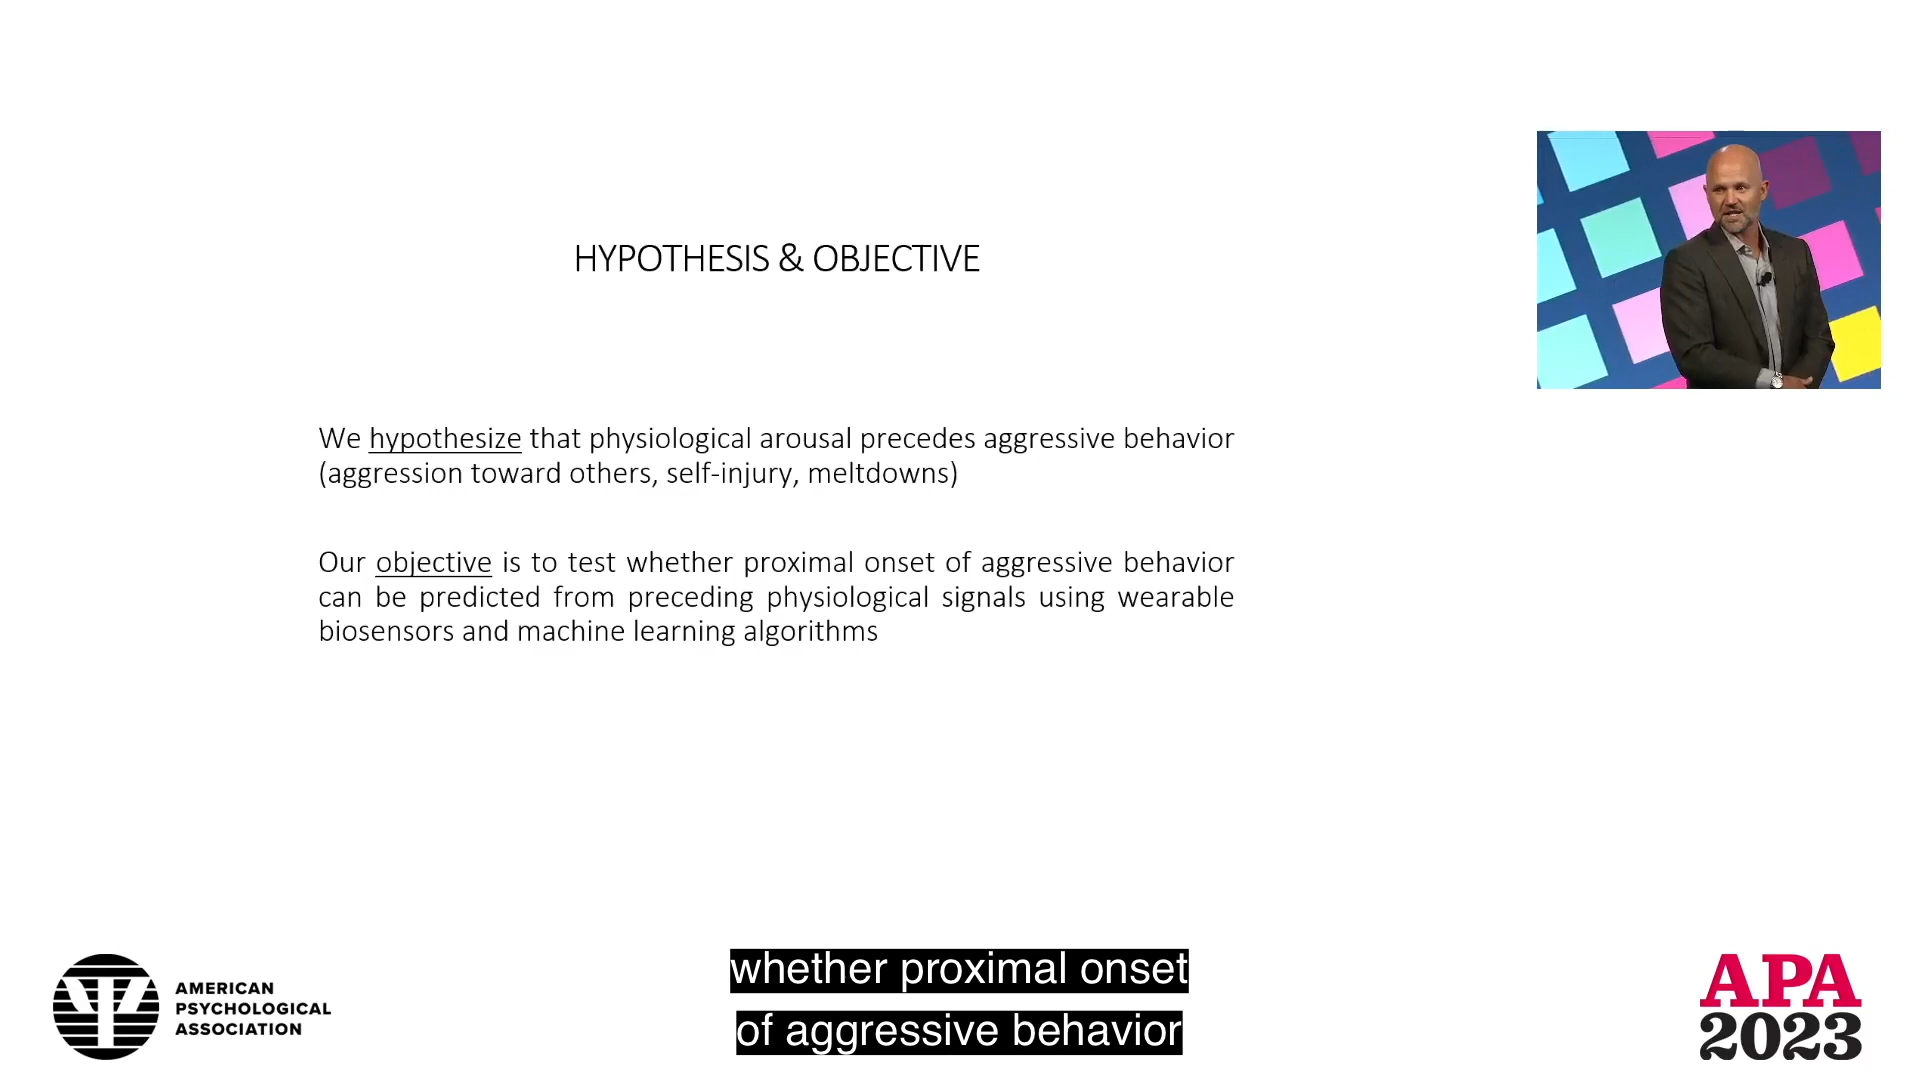 HYPOTHESIS & OBJECTIVE
We hypothesize that physiological arousal precedes aggressive behavior
(aggression toward others, self-injury, meltdowns)
Our objective is to test whether proximal onset of aggressive behavior
can be predicted from preceding physiological signals using wearable
biosensors and machine learning algorithms
whether proximal onset
of aggressive behavior
AMERICAN
PSYCHOLOGICAL
ASSOCIATION
APA
2023